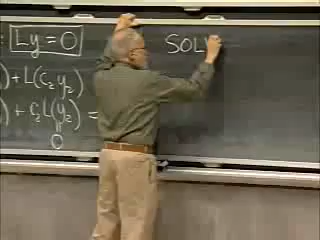 : Ly = 0
SOLV
) + L(c₂y₂)
) + c₂L(y₂) =
0